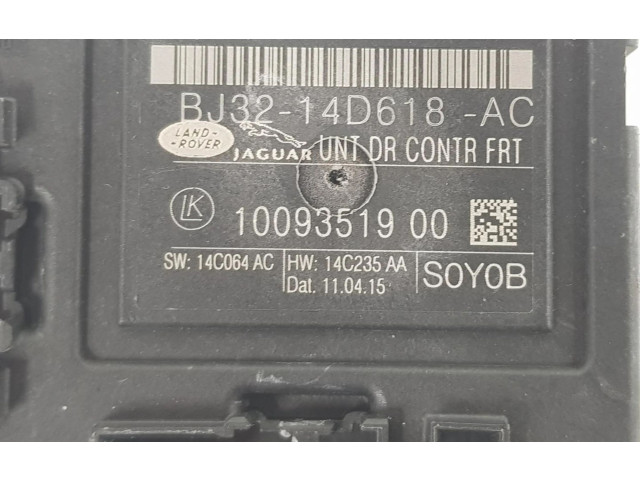 BJ32-14D618-AC
LAND-
-ROVER
JAGUAR UNT DR CONTR FRT
LK 10093519 00
SW: 14C064 AC HW: 14C235 AA S0Y0B
Dat. 11.04.15